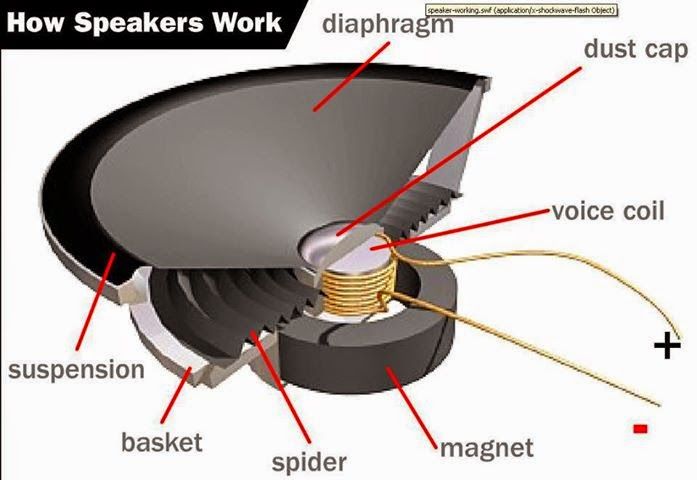 How Speakers Work
diaphragm
speaker-working.swf (application/x-shockwave-flash Object)
dust cap
voice coil
+
-
suspension
basket
spider
magnet